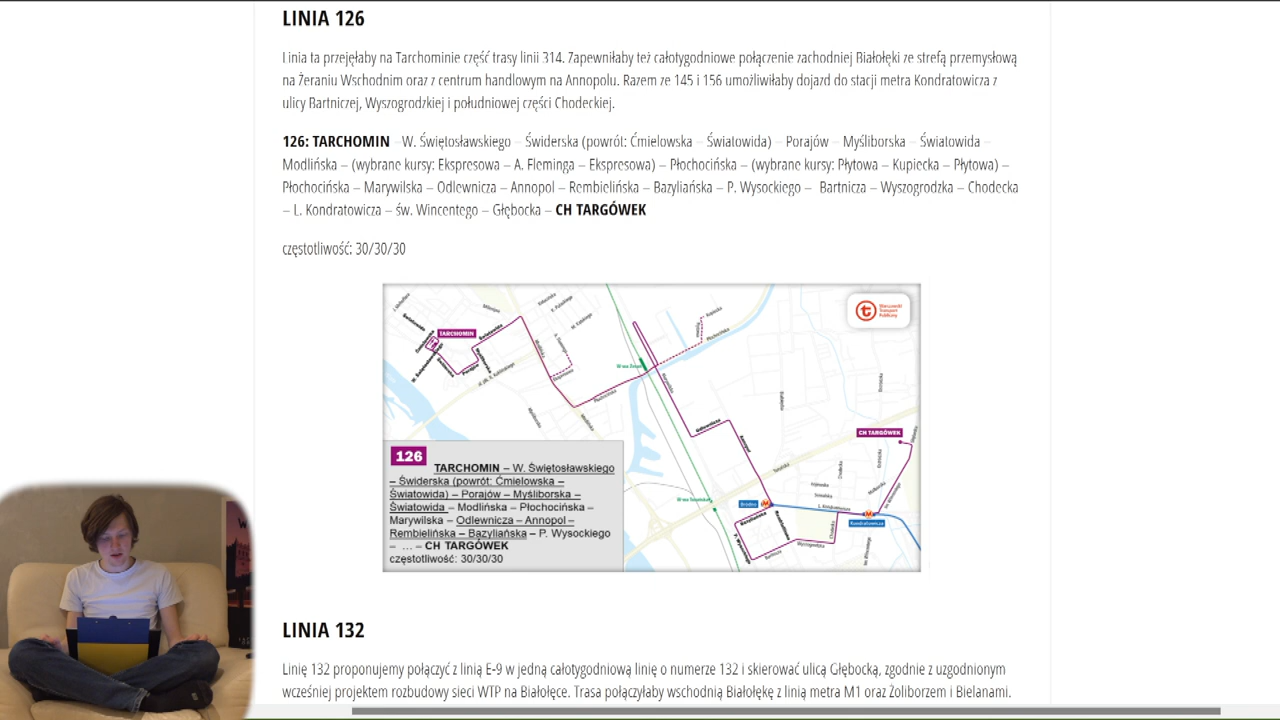 LINIA 126
Linia ta przejęłaby na Tarchominie część trasy linii 314. Zapewniłaby też całotygodniowe połączenie zachodniej Białołęki ze strefą przemysłową
na Żeraniu Wschodnim oraz z centrum handlowym na Annopolu. Razem ze 145 i 156 umożliwiłaby dojazd do stacji metra Kondratowicza z
ulicy Bartniczej, Wyszogrodzkiej i południowej części Chodeckiej.
126: TARCHOMIN – W. Świętosławskiego – Świderska (powrót: Ćmielowska – Światowida) – Porajów – Myśliborska – Światowida –
Modlińska – (wybrane kursy: Ekspresowa – A. Fleminga – Ekspresowa) – Płochocińska – (wybrane kursy: Płytowa – Kupiecka – Płytowa) –
Płochocińska – Marywilska – Odlewnicza – Annopol – Rembielińska – Bazyliańska – P. Wysockiego – Bartnicza – Wyszogrodzka – Chodecka
– L. Kondratowicza – św. Wincentego – Głębocka – CH TARGÓWEK
częstotliwość: 30/30/30
Warszawski
Transport
Publiczny
TARCHOMIN
CH TARGÓWEK
Bródno
Kondratowicza
126
TARCHOMIN – W. Świętosławskiego
– Świderska (powrót: Ćmielowska –
Światowida) – Porajów – Myśliborska –
Światowida – Modlińska – Płochocińska –
Marywilska – Odlewnicza – Annopol –
Rembielińska – Bazyliańska – P. Wysockiego
– ... – CH TARGÓWEK
częstotliwość: 30/30/30
LINIA 132
Linię 132 proponujemy połączyć z linią E-9 w jedną całotygodniową linię o numerze 132 i skierować ulicą Głębocką, zgodnie z uzgodnionym
wcześniej projektem rozbudowy sieci WTP na Białołęce. Trasa połączyłaby wschodnią Białołękę z linią metra M1 oraz Żoliborzem i Bielanami.